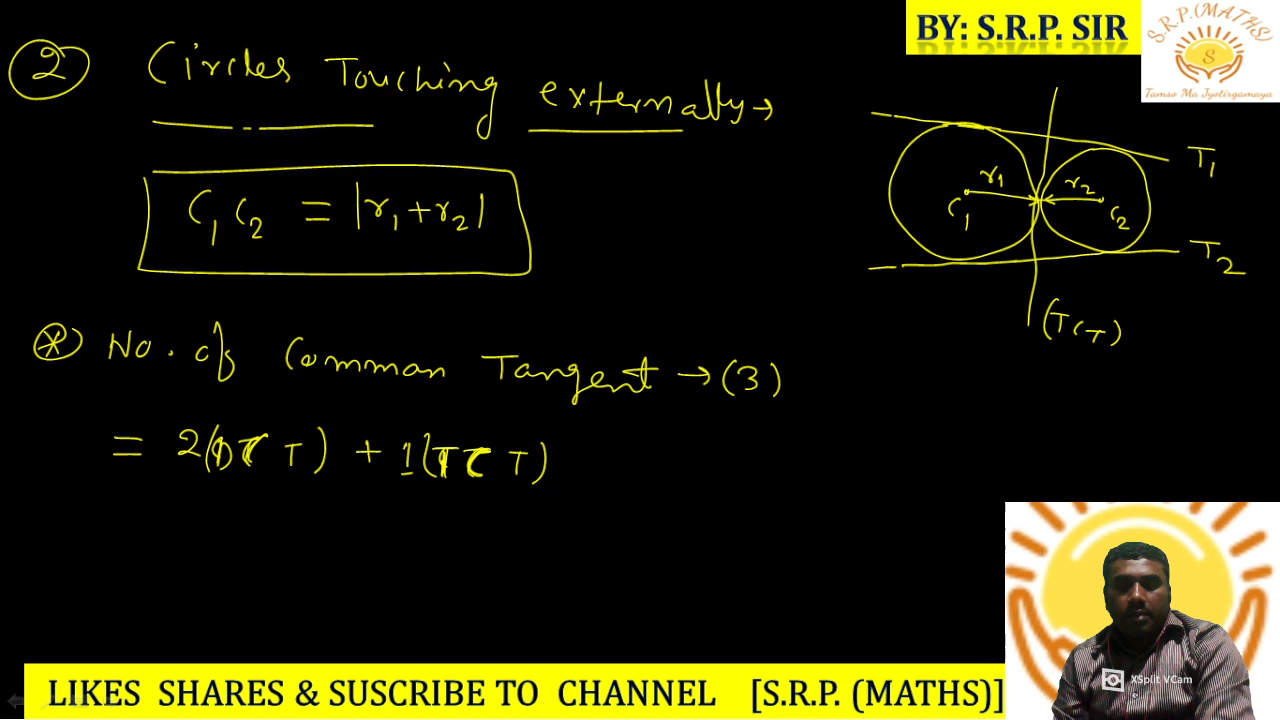 BY: S.R.P. SIR
S.R.P.(MATHS)
S
Tamso Ma Jyotirgamaya
② Circles Touching externally→
C₁C₂ = |r₁+r₂|
r₁
r₂
C₁
C₂
T₁
T₂
(TCT)
* No. of Common Tangent → (3)
= 2(DCT) + 1(TCT)
XSplit VCam
LIKES SHARES & SUSCRIBE TO CHANNEL [S.R.P. (MATHS)]